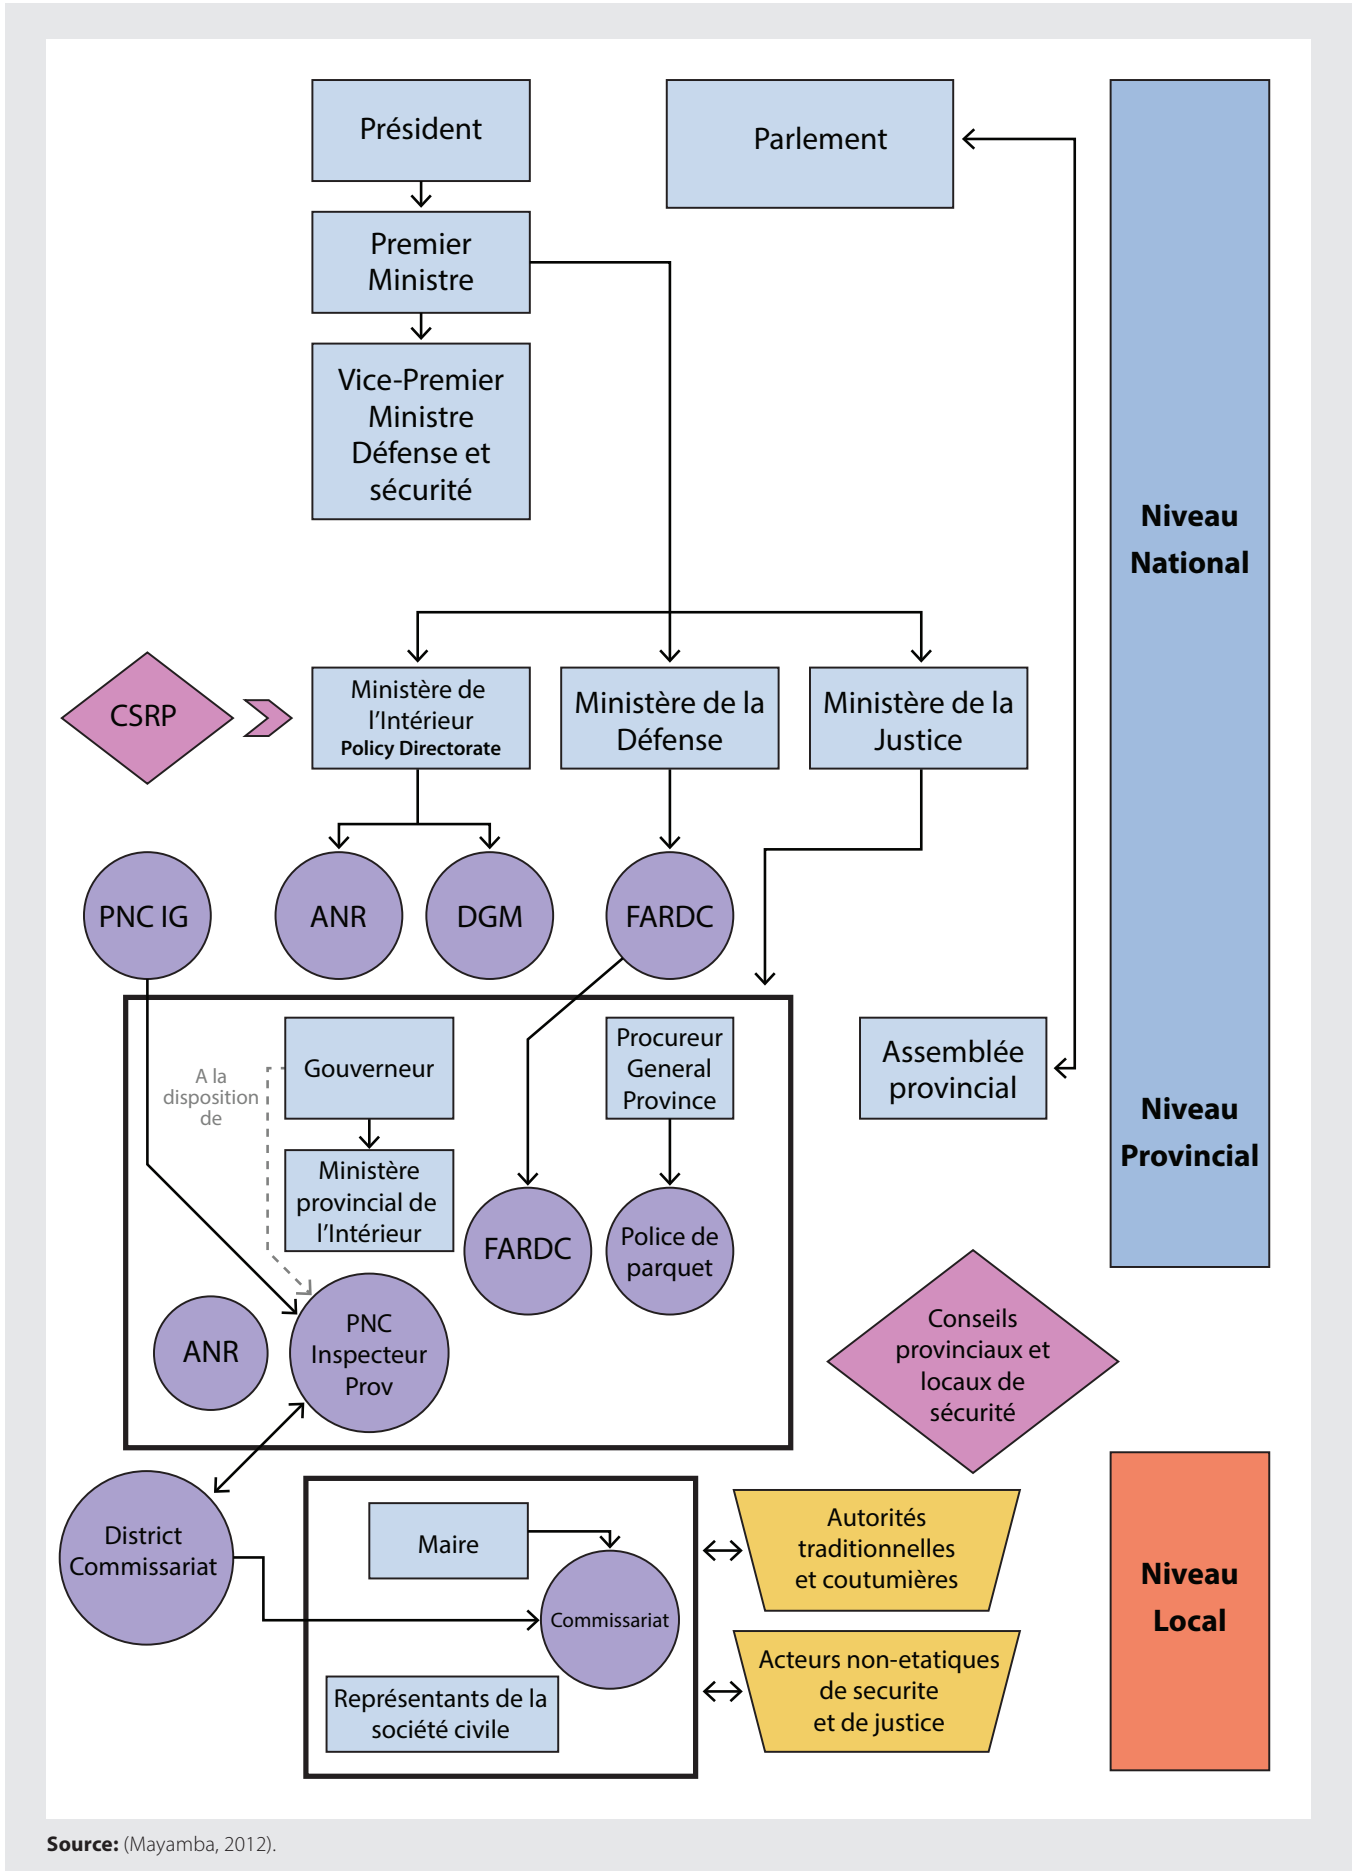 Président
Parlement
Premier
Ministre
Vice-Premier
Ministre
Défense et
sécurité
Niveau
National
CSRP
Ministère de
l'Intérieur
Policy Directorate
Ministère de la
Défense
Ministère de la
Justice
PNC IG
ANR
DGM
FARDC
A la
disposition
de
Gouverneur
Procureur
General
Province
Assemblée
provincial
Niveau
Provincial
Ministère
provincial de
l'Intérieur
FARDC
Police de
parquet
ANR
PNC
Inspecteur
Prov
Conseils
provinciaux et
locaux de
sécurité
District
Commissariat
Maire
Commissariat
Représentants de la
société civile
Autorités
traditionnelles
et coutumières
Acteurs non-etatiques
de securite
et de justice
Niveau
Local
Source: (Mayamba, 2012).